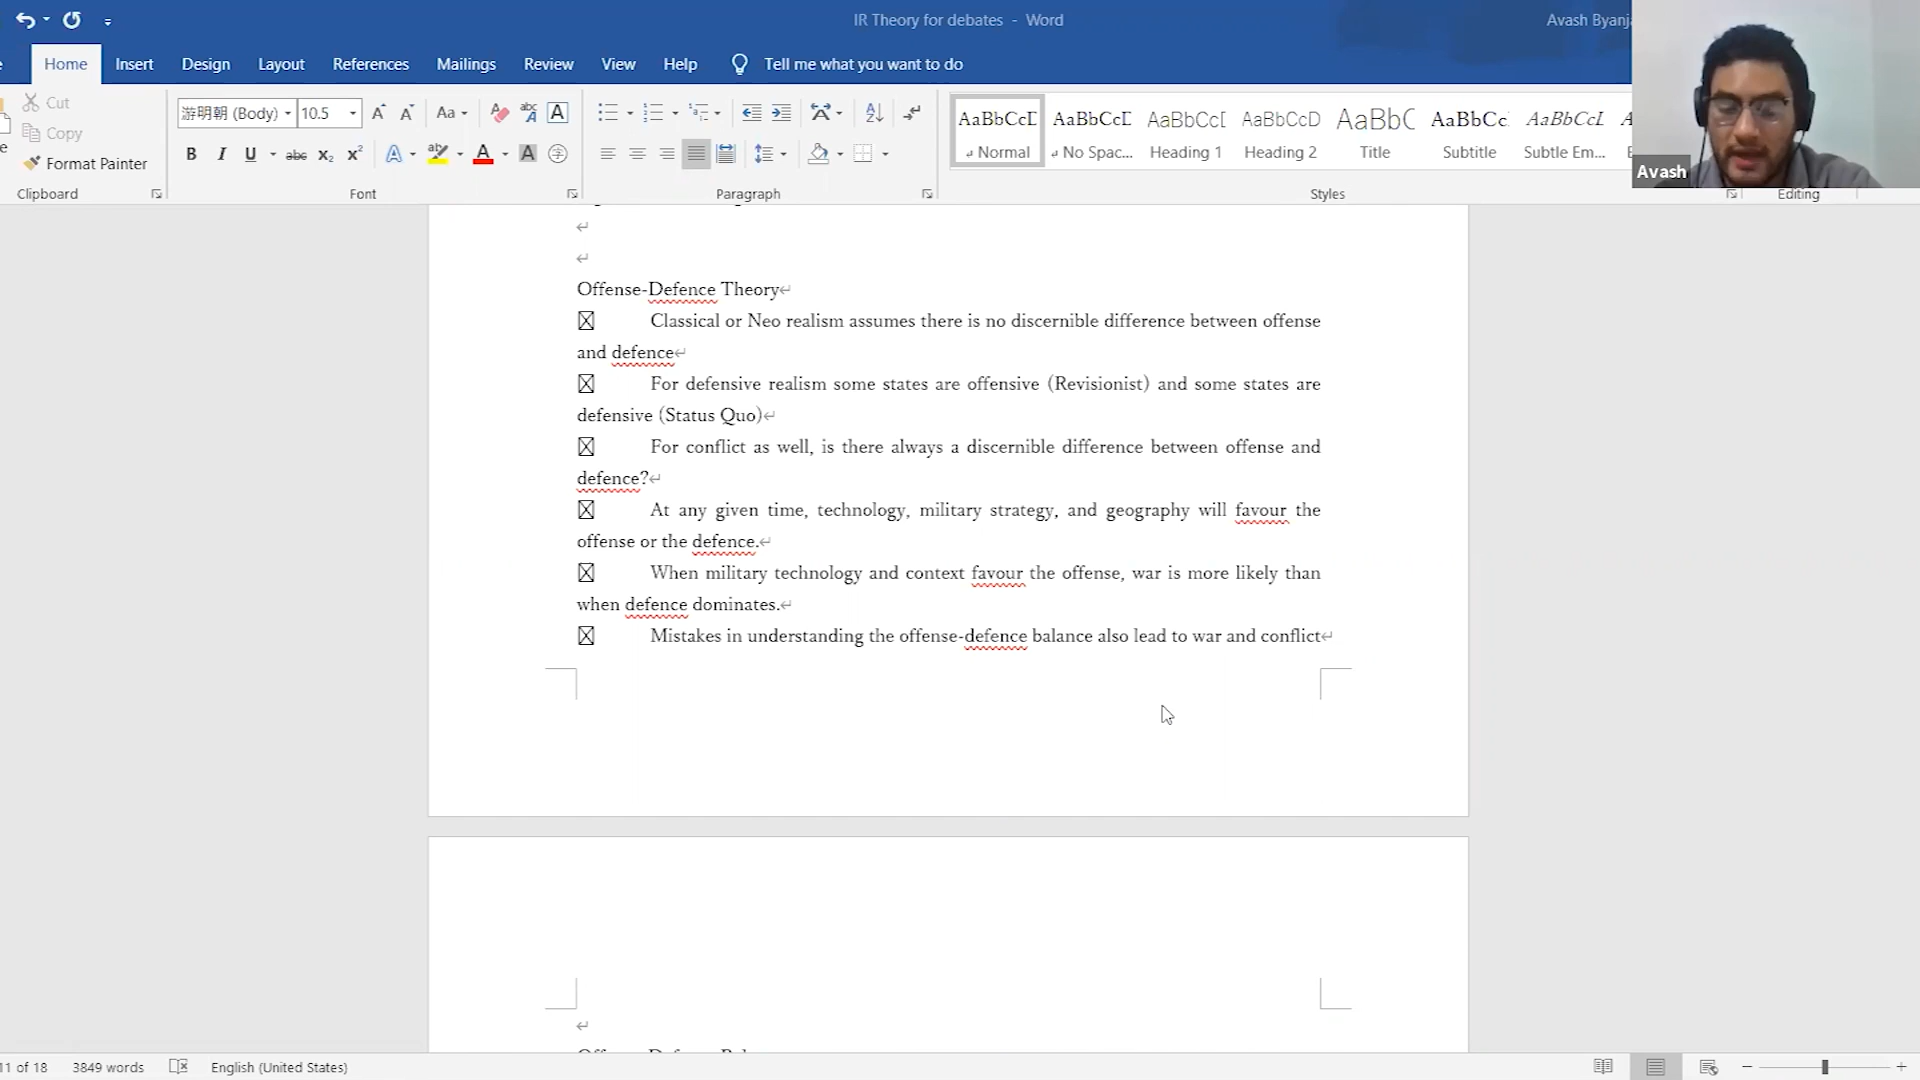 IR Theory for debates - Word
Avash Byanj
Home Insert Design Layout References Mailings Review View Help Tell me what you want to do
Cut
Copy
Format Painter
Clipboard
游明朝 (Body) 10.5
Font
Paragraph
AaBbCcD AaBbCcD AaBbCcD AaBbCcD AaBbC AaBbCc AaBbCcD
Normal No Spac... Heading 1 Heading 2 Title Subtitle Subtle Em...
Styles
Editing
Avash
Offense-Defence Theory
Classical or Neo realism assumes there is no discernible difference between offense
and defence
For defensive realism some states are offensive (Revisionist) and some states are
defensive (Status Quo)
For conflict as well, is there always a discernible difference between offense and
defence?
At any given time, technology, military strategy, and geography will favour the
offense or the defence.
When military technology and context favour the offense, war is more likely than
when defence dominates.
Mistakes in understanding the offense-defence balance also lead to war and conflict
11 of 18 3849 words English (United States)